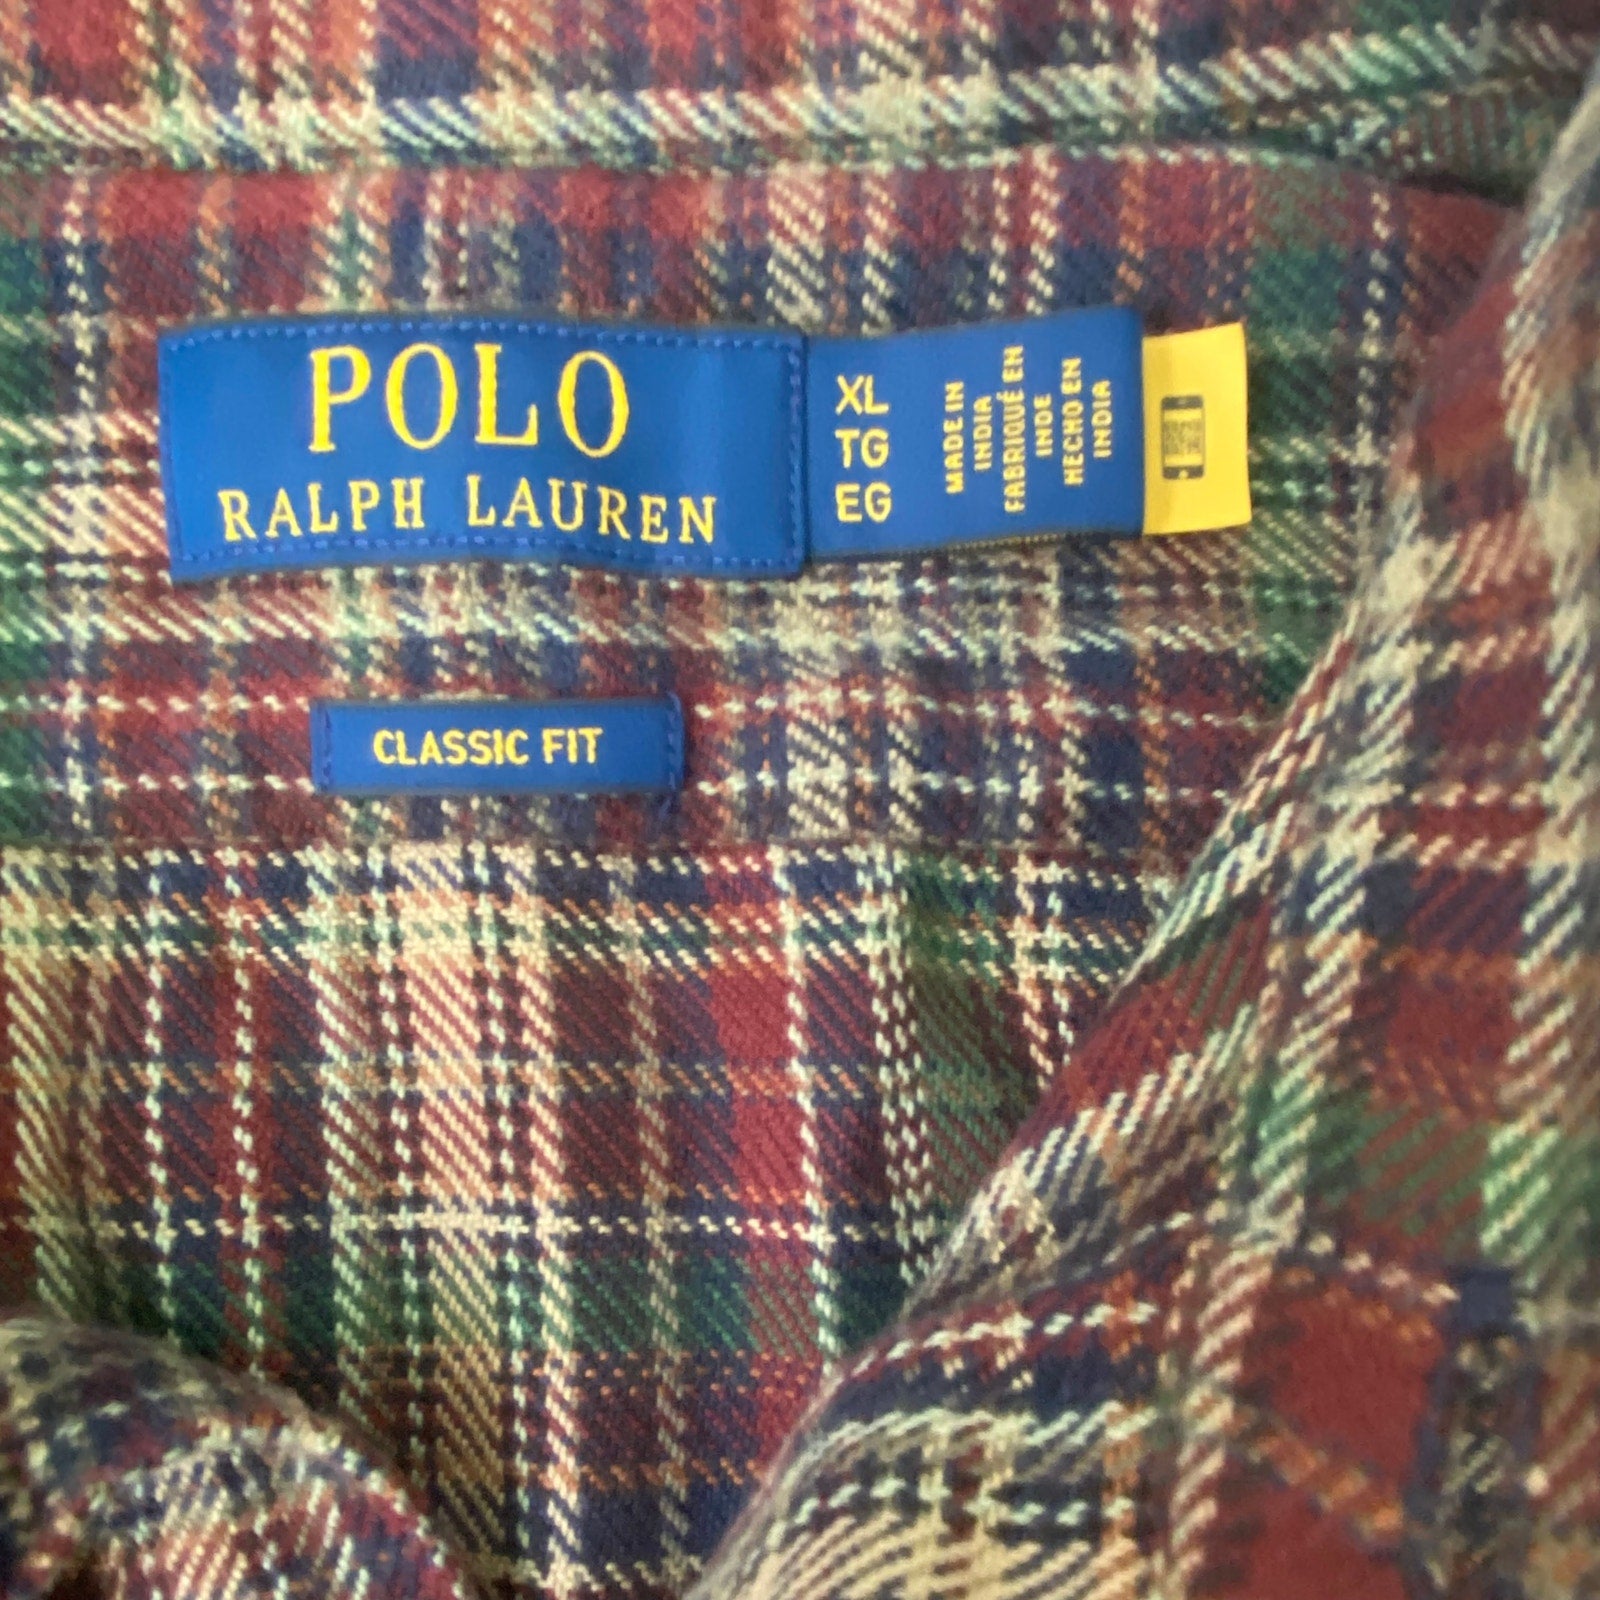 POLO
RALPH LAUREN
XL
TG
EG
MADE IN
INDIA
FABRIQUÉ EN
INDE
HECHO EN
INDIA
CLASSIC FIT